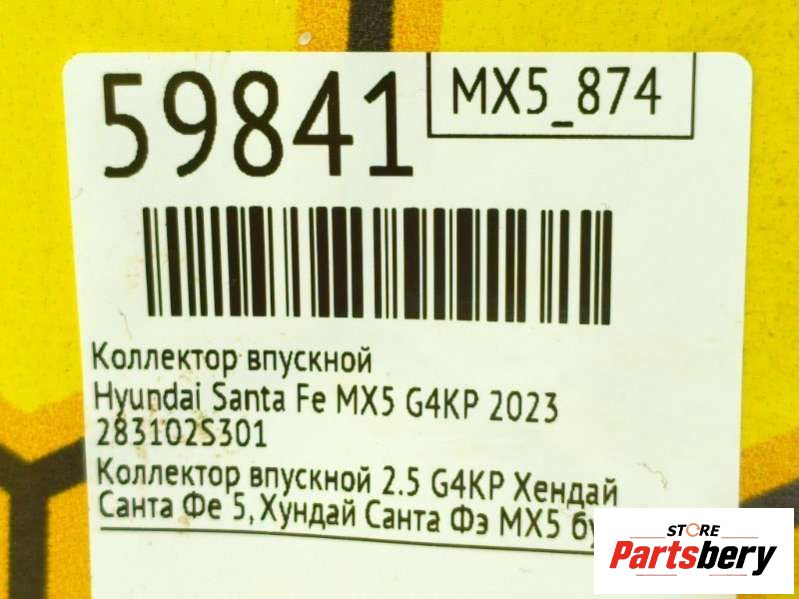 59841
MX5_874
Коллектор впускной
Hyundai Santa Fe MX5 G4KP 2023
283102S301
Коллектор впускной 2.5 G4KP Хендай
Санта Фе 5, Хундай Санта Фэ MX5
STORE
Partsbery